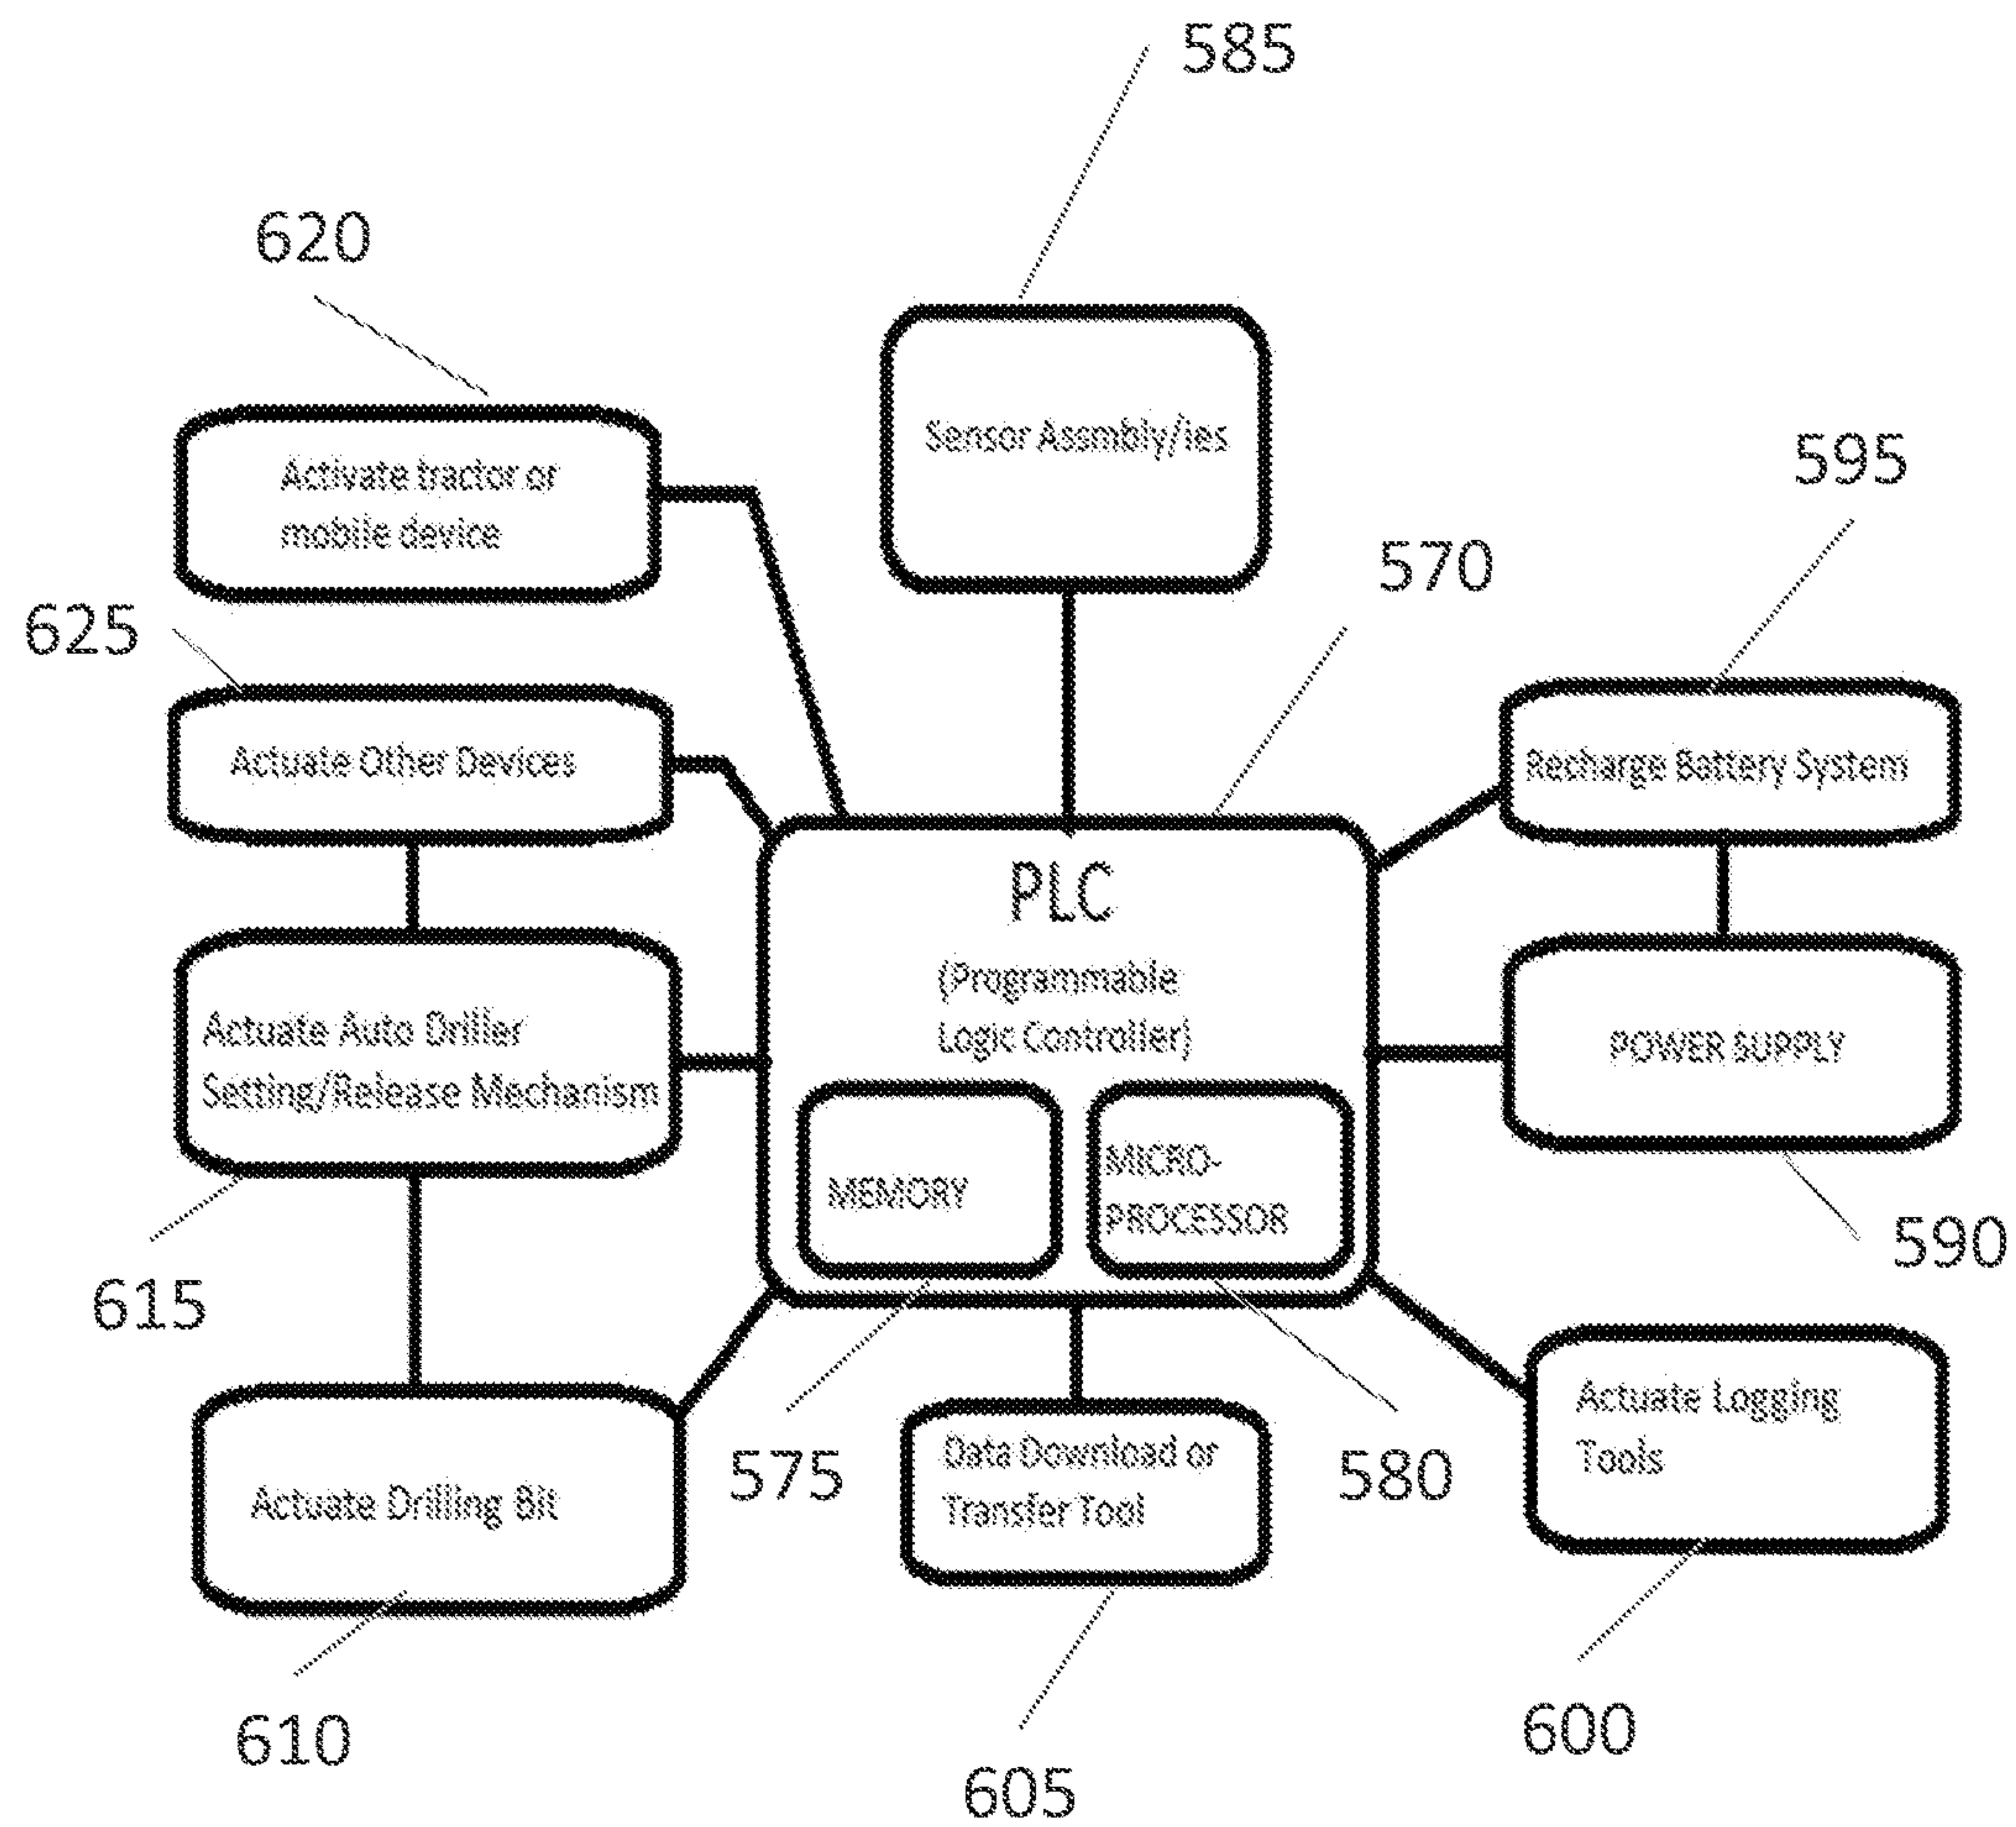 585
620
Sensor Assmbly/ies
595
Activate tractor or
mobile device
570
625
Actuate Other Devices
Recharge Battery System
PLC
(Programmable
Logic Controller)
Actuate Auto Driller
Setting/Release Mechanism
POWER SUPPLY
MEMORY
MICRO-
PROCESSOR
590
615
Actuate Logging
Tools
Data Download or
Transfer Tool
575
580
Actuate Drilling Bit
610
600
605